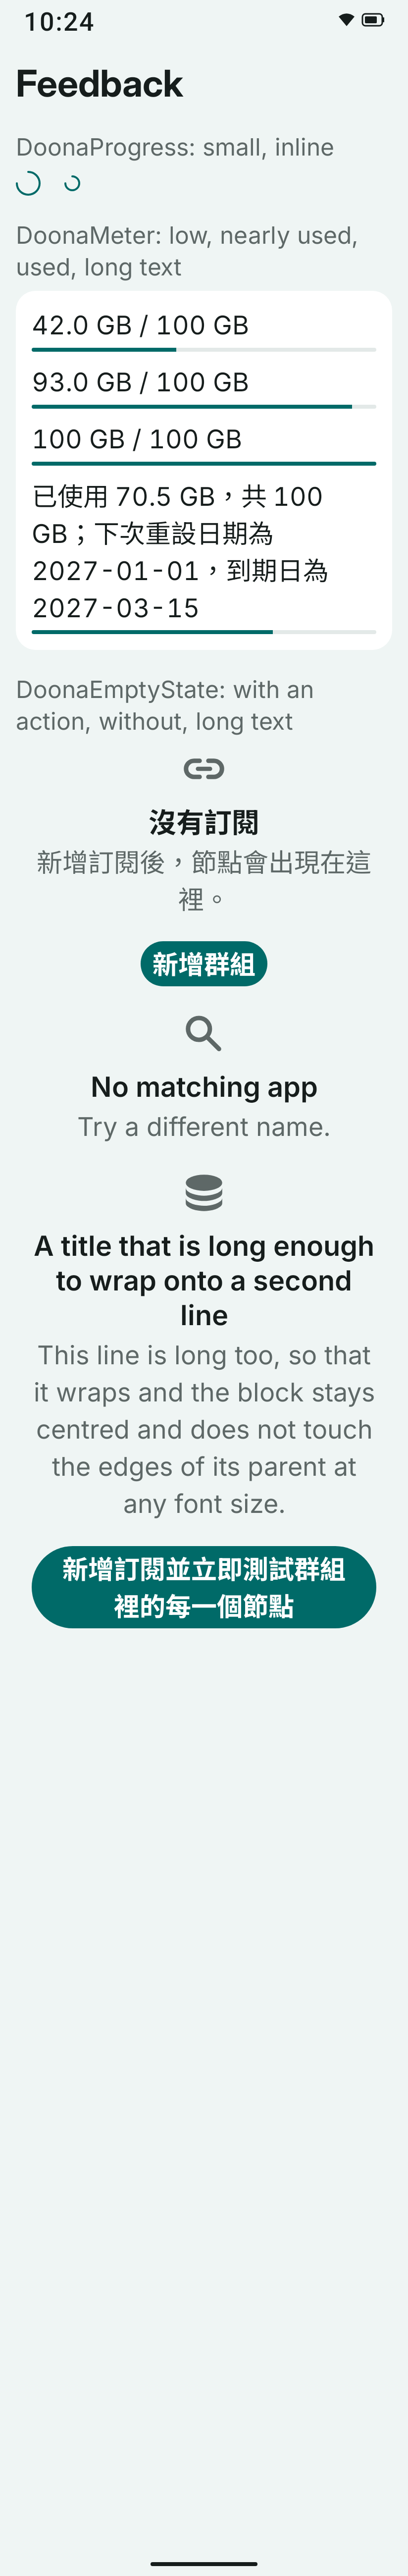 10:24
Feedback
DoonaProgress: small, inline
DoonaMeter: low, nearly used,
used, long text
42.0 GB / 100 GB
93.0 GB / 100 GB
100 GB / 100 GB
已使用 70.5 GB，共 100
GB；下次重設日期為
2027-01-01，到期日為
2027-03-15
DoonaEmptyState: with an
action, without, long text
沒有訂閱
新增訂閱後，節點會出現在這
裡。
新增群組
No matching app
Try a different name.
A title that is long enough
to wrap onto a second
line
This line is long too, so that
it wraps and the block stays
centred and does not touch
the edges of its parent at
any font size.
新增訂閱並立即測試群組
裡的每一個節點